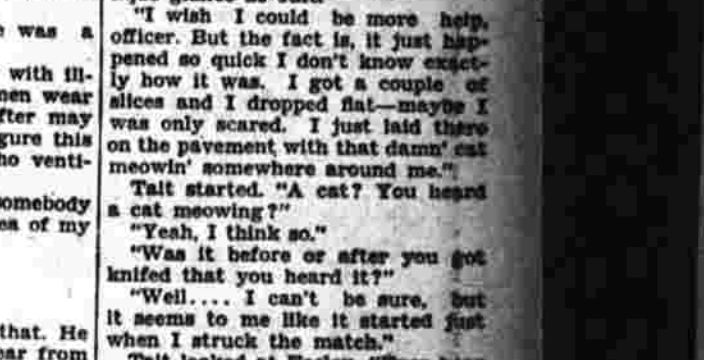 e was a
with ill-
men wear
fter may
gure this
ho venti-
somebody
ea of my
that. He
ear from
"I wish I could be more help,
officer. But the fact is, it just hap-
pened so quick I don't know exact-
ly how it was. I got a couple of
slices and I dropped flat—maybe I
was only scared. I just laid there
on the pavement with that damn' cat
meowin' somewhere around me."
Tait started. "A cat? You heard
a cat meowing?"
"Yeah, I think so."
"Was it before or after you got
knifed that you heard it?"
"Well.... I can't be sure, but
it seems to me like it started just
when I struck the match."